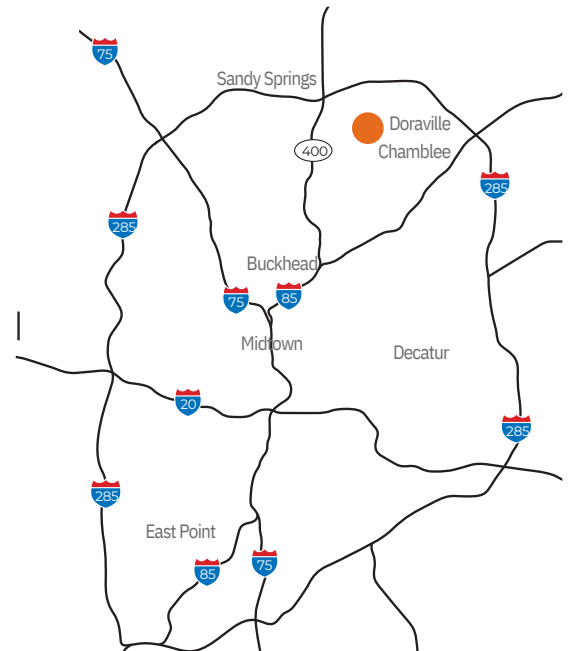 75
Sandy Springs
Doraville
400
Chamblee
285
285
Buckhead
75
85
Midtown
Decatur
20
285
285
East Point
85
75